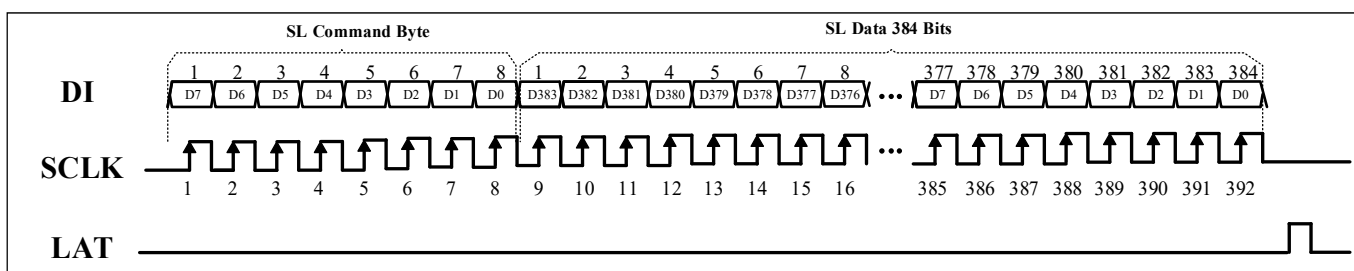 SL Command Byte SL Data 384 Bits
1 2 3 4 5 6 7 8 1 2 3 4 5 6 7 8 377 378 379 380 381 382 383 384
DI D7 D6 D5 D4 D3 D2 D1 D0 D383 D382 D381 D380 D379 D378 D377 D376 ... D7 D6 D5 D4 D3 D2 D1 D0
SCLK ...
1 2 3 4 5 6 7 8 9 10 11 12 13 14 15 16 385 386 387 388 389 390 391 392
LAT